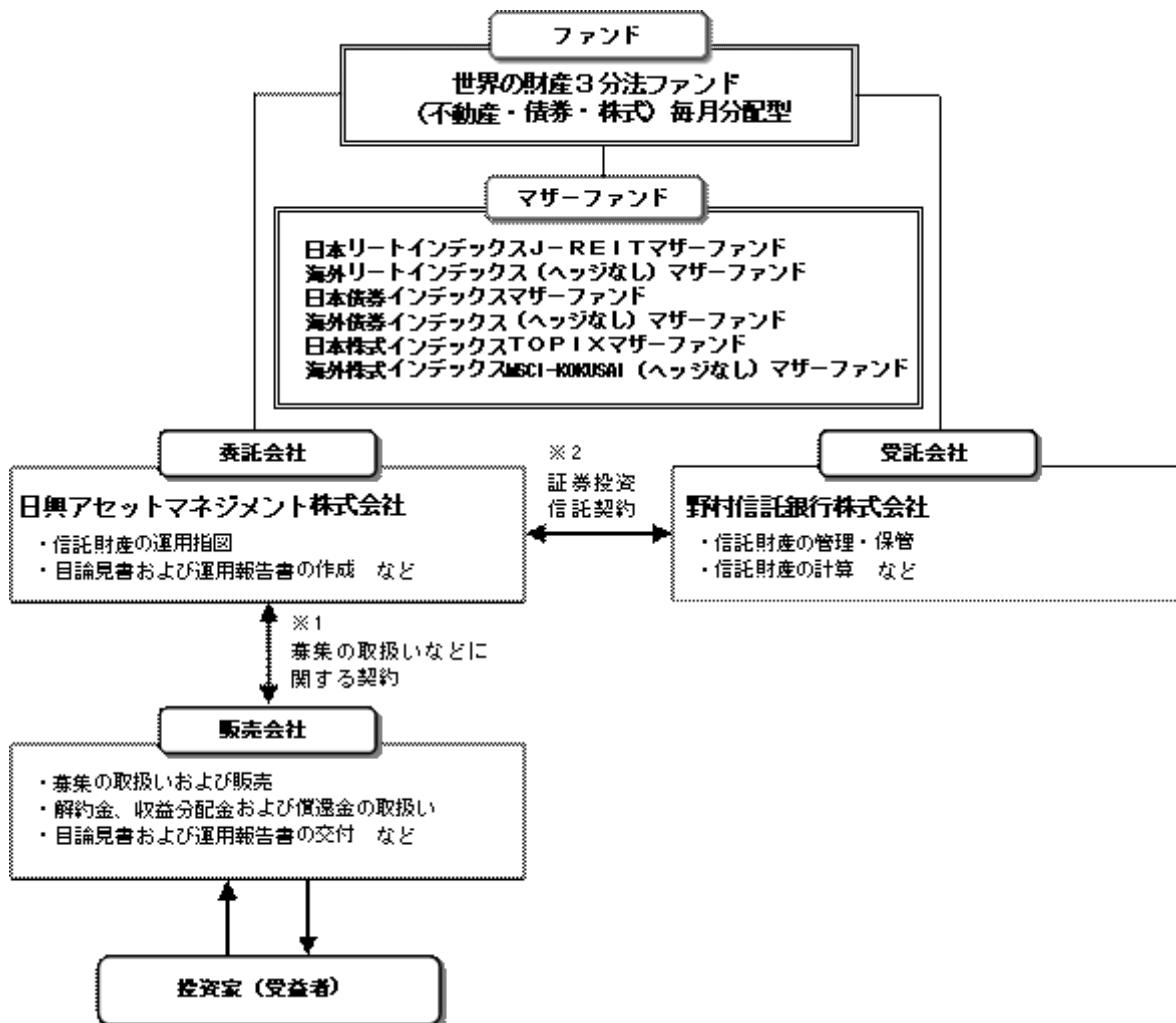 ファンド
世界の財産3分法ファンド
(不動産・債券・株式)毎月分配型
マザーファンド
日本リートインデックスJ-REITマザーファンド
海外リートインデックス(ヘッジなし)マザーファンド
日本債券インデックスマザーファンド
海外債券インデックス(ヘッジなし)マザーファンド
日本株式インデックスTOPIXマザーファンド
海外株式インデックスMSCI-KOKUSAI(ヘッジなし)マザーファンド
委託会社
日興アセットマネジメント株式会社
・信託財産の運用指図
・目論見書および運用報告書の作成 など
※2
証券投資
信託契約
受託会社
野村信託銀行株式会社
・信託財産の管理・保管
・信託財産の計算 など
※1
募集の取扱いなどに
関する契約
販売会社
・募集の取扱いおよび販売
・解約金、収益分配金および償還金の取扱い
・目論見書および運用報告書の交付 など
投資家(受益者)